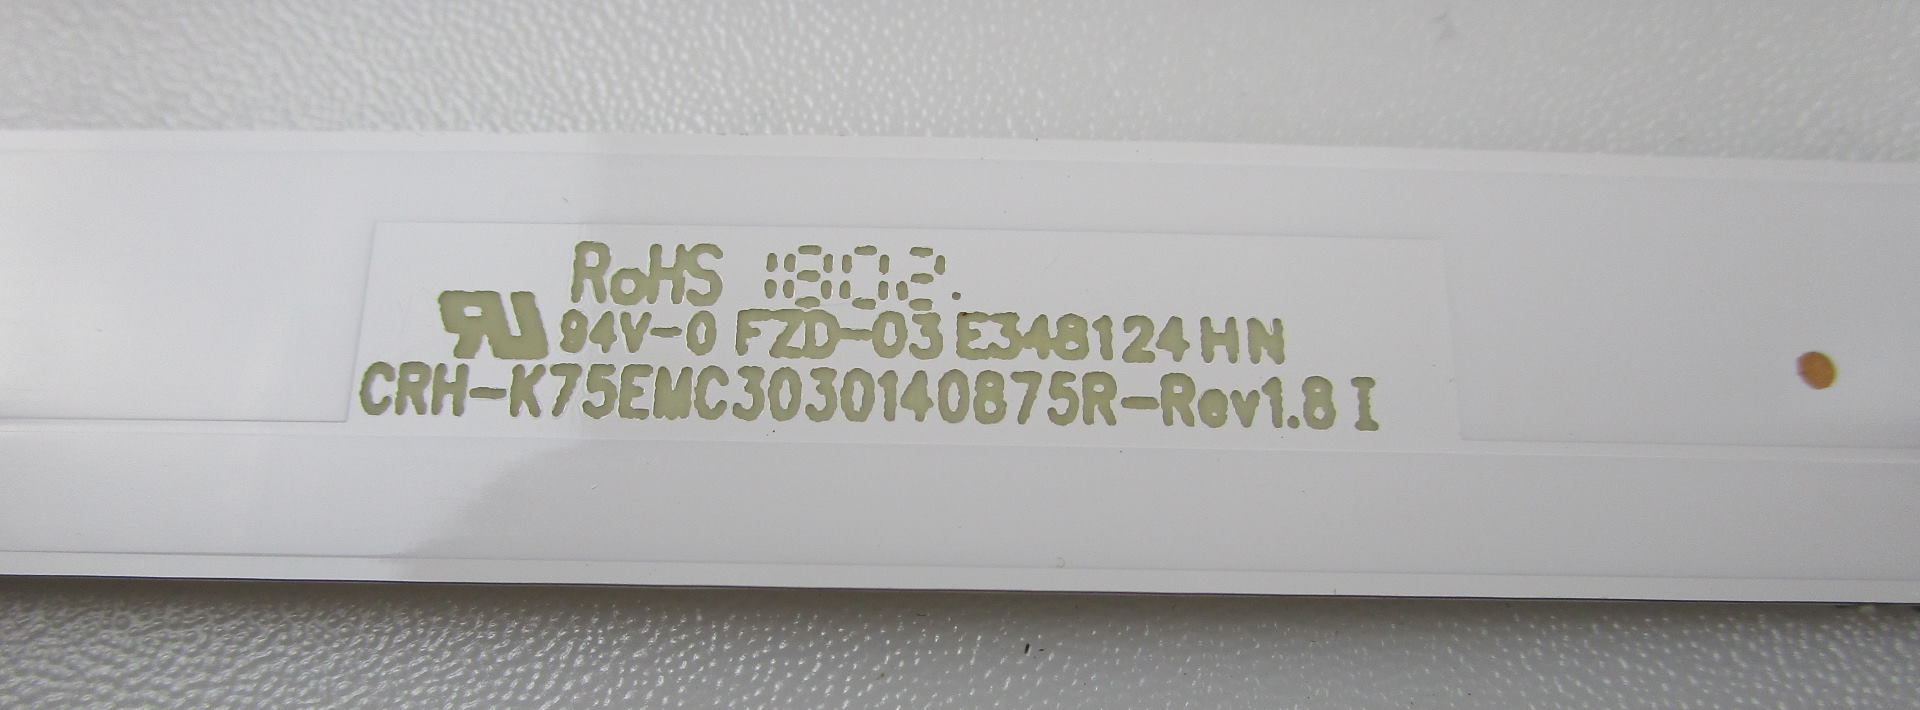 RoHS 1802.
94V-0 FZD-03 E348124 HN
CRH-K75EMC3030140875R-Rev1.8 I